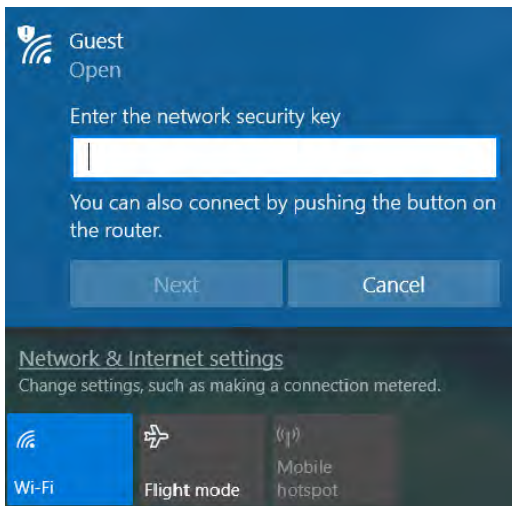 Guest
Open
Enter the network security key
You can also connect by pushing the button on
the router.
Next
Cancel
Network & Internet settings
Change settings, such as making a connection metered.
Wi-Fi
Flight mode
Mobile
hotspot